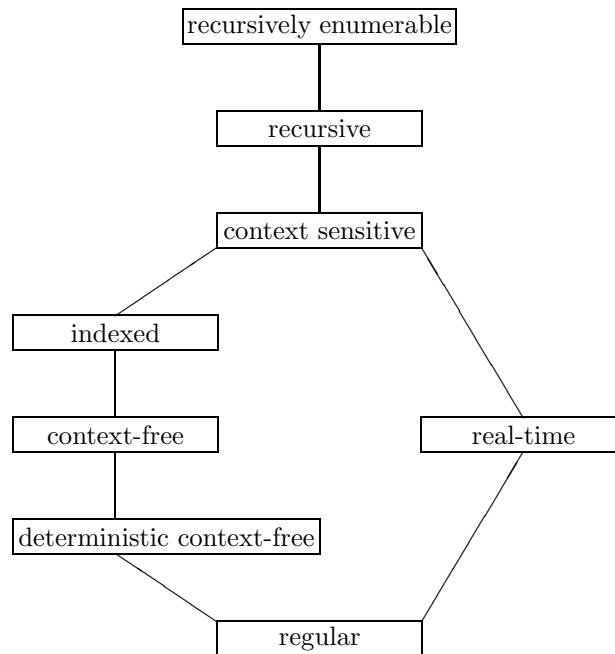 recursively enumerable
recursive
context sensitive
indexed
context-free
real-time
deterministic context-free
regular